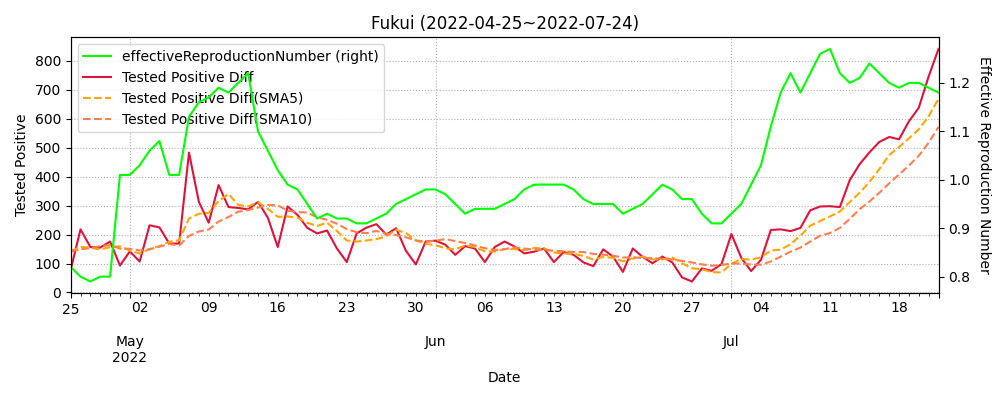 Fukui (2022-04-25~2022-07-24)
effectiveReproductionNumber (right)
Tested Positive Diff
Tested Positive Diff(SMA5)
Tested Positive Diff(SMA10)
Tested Positive
800
700
600
500
400
300
200
100
0
1.2
1.1
1.0
0.9
0.8
Effective Reproduction Number
25 02 09 16 23 30 06 13 20 27 04 11 18
May Jun Jul
2022
Date